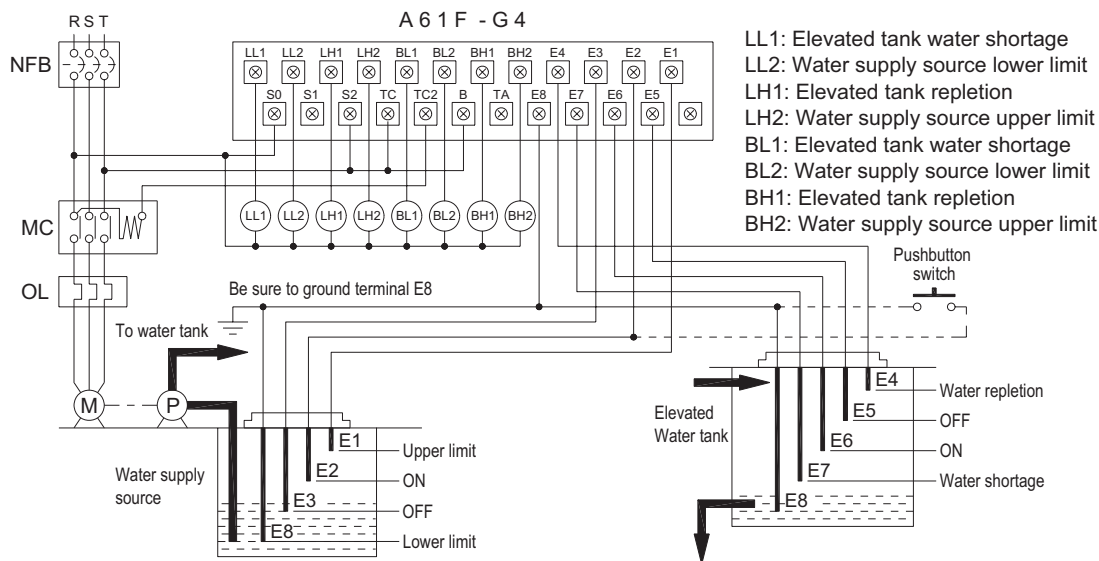 R S T
A61F-G4
NFB
LL1 LL2 LH1 LH2 BL1 BL2 BH1 BH2 E4 E3 E2 E1
S0 S1 S2 TC TC2 B TA E8 E7 E6 E5
LL1: Elevated tank water shortage
LL2: Water supply source lower limit
LH1: Elevated tank repletion
LH2: Water supply source upper limit
BL1: Elevated tank water shortage
BL2: Water supply source lower limit
BH1: Elevated tank repletion
BH2: Water supply source upper limit
MC
LL1 LL2 LH1 LH2 BL1 BL2 BH1 BH2
Pushbutton
switch
OL
Be sure to ground terminal E8
To water tank
M
P
E4
Water repletion
Elevated
Water tank
E5
OFF
E6
ON
E7
Water shortage
E8
E1
Upper limit
Water supply
source
E2
ON
E3
OFF
E8
Lower limit